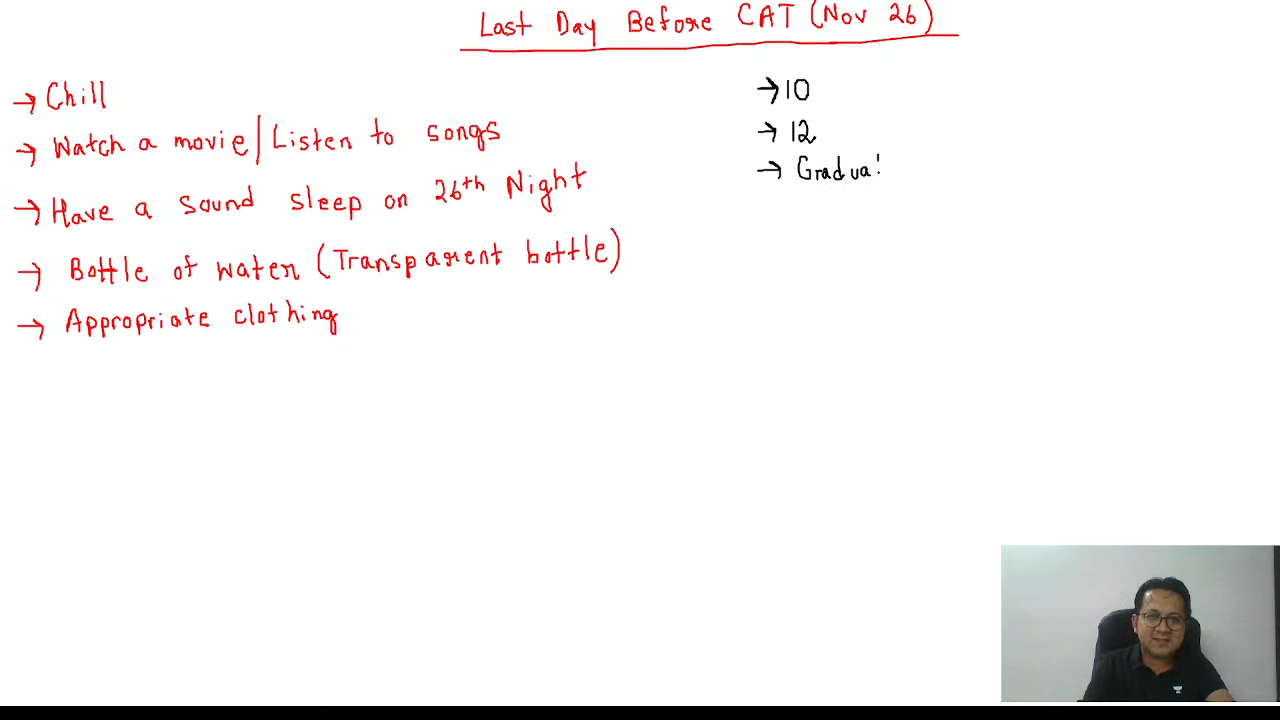 Last Day Before CAT (Nov 26)
→ Chill
→ Watch a movie/Listen to songs
→ Have a sound sleep on 26th Night
→ Bottle of water (Transparent bottle)
→ Appropriate clothing
→ 10
→ 12
→